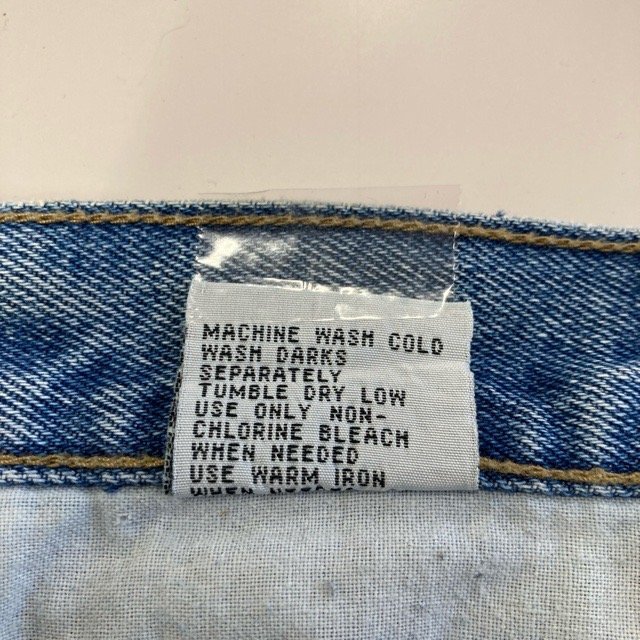 MACHINE WASH COLD
WASH DARKS
SEPARATELY
TUMBLE DRY LOW
USE ONLY NON-
CHLORINE BLEACH
WHEN NEEDED
USE WARM IRON
WHEN